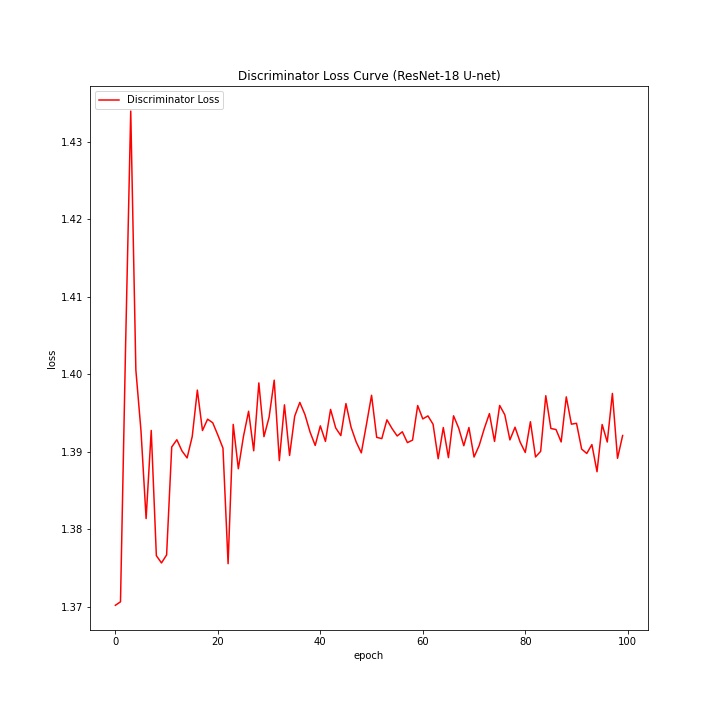 Discriminator Loss Curve (ResNet-18 U-net)
Discriminator Loss
1.43
1.42
1.41
1.40
1.39
1.38
1.37
loss
0 20 40 60 80 100
epoch